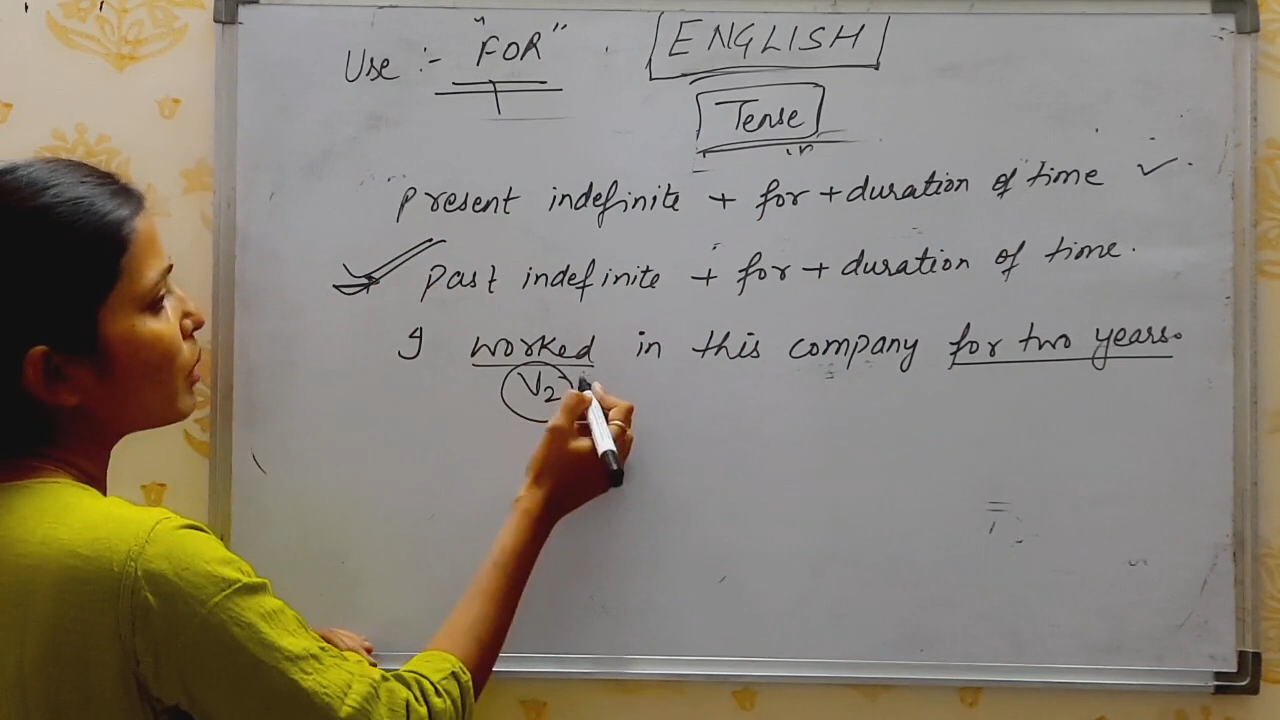 Use :- "FOR" ENGLISH
Tense
Present indefinite + for + duration of time ✓
Past indefinite + for + duration of time.
I worked in this company for two years.
V2